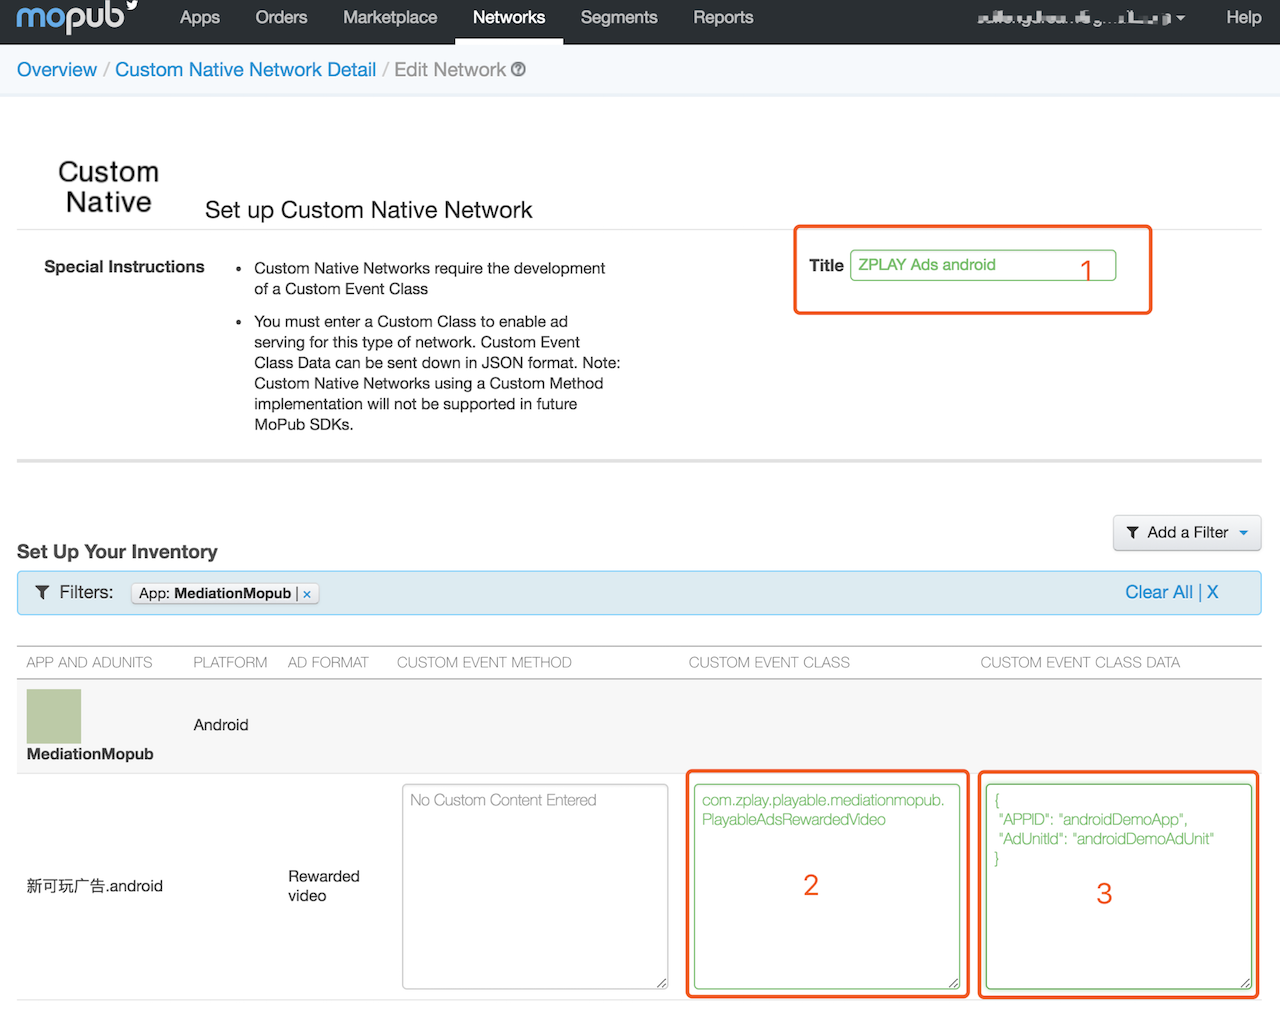 mopub Apps Orders Marketplace Networks Segments Reports Help
Overview / Custom Native Network Detail / Edit Network ?
Custom
Native
Set up Custom Native Network
Special Instructions
• Custom Native Networks require the development
of a Custom Event Class
• You must enter a Custom Class to enable ad
serving for this type of network. Custom Event
Class Data can be sent down in JSON format. Note:
Custom Native Networks using a Custom Method
implementation will not be supported in future
MoPub SDKs.
Title ZPLAY Ads android 1
Add a Filter
Set Up Your Inventory
Filters: App: MediationMopub | × Clear All | X
APP AND ADUNITS PLATFORM AD FORMAT CUSTOM EVENT METHOD CUSTOM EVENT CLASS CUSTOM EVENT CLASS DATA
Android
MediationMopub
新可玩广告.android
Rewarded
video
No Custom Content Entered
com.zplay.playable.mediationmopub.
PlayableAdsRewardedVideo
2
{
"APPID": "androidDemoApp",
"AdUnitId": "androidDemoAdUnit"
}
3